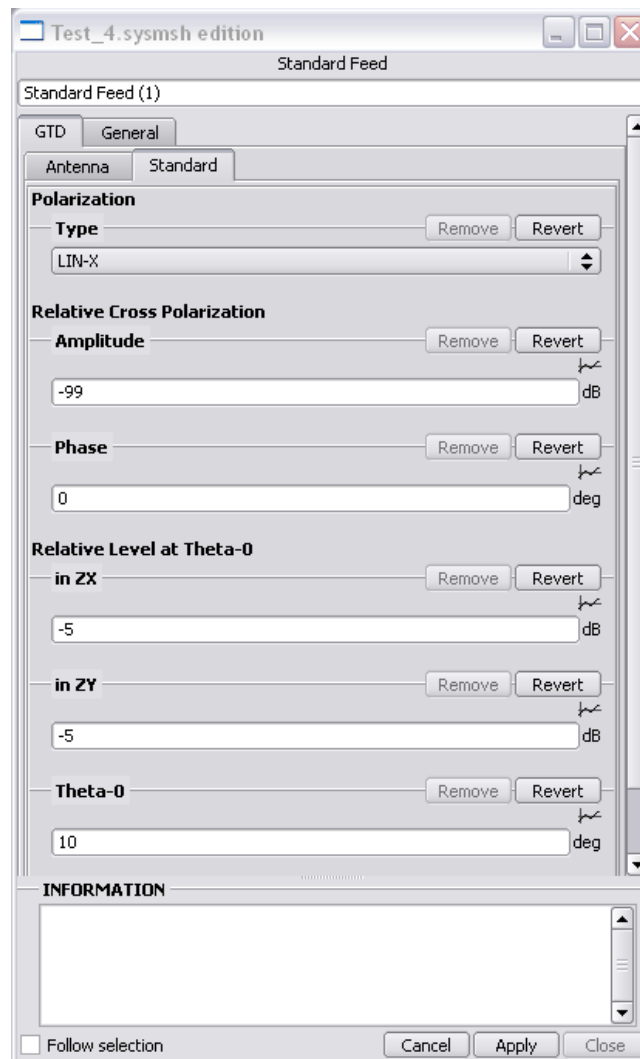 Test_4.sysmsh edition
Standard Feed
Standard Feed (1)
GTD General
Antenna Standard
Polarization
Type Remove Revert
LIN-X
Relative Cross Polarization
Amplitude Remove Revert
-99 dB
Phase Remove Revert
0 deg
Relative Level at Theta-0
in ZX Remove Revert
-5 dB
in ZY Remove Revert
-5 dB
Theta-0 Remove Revert
10 deg
INFORMATION
Follow selection Cancel Apply Close